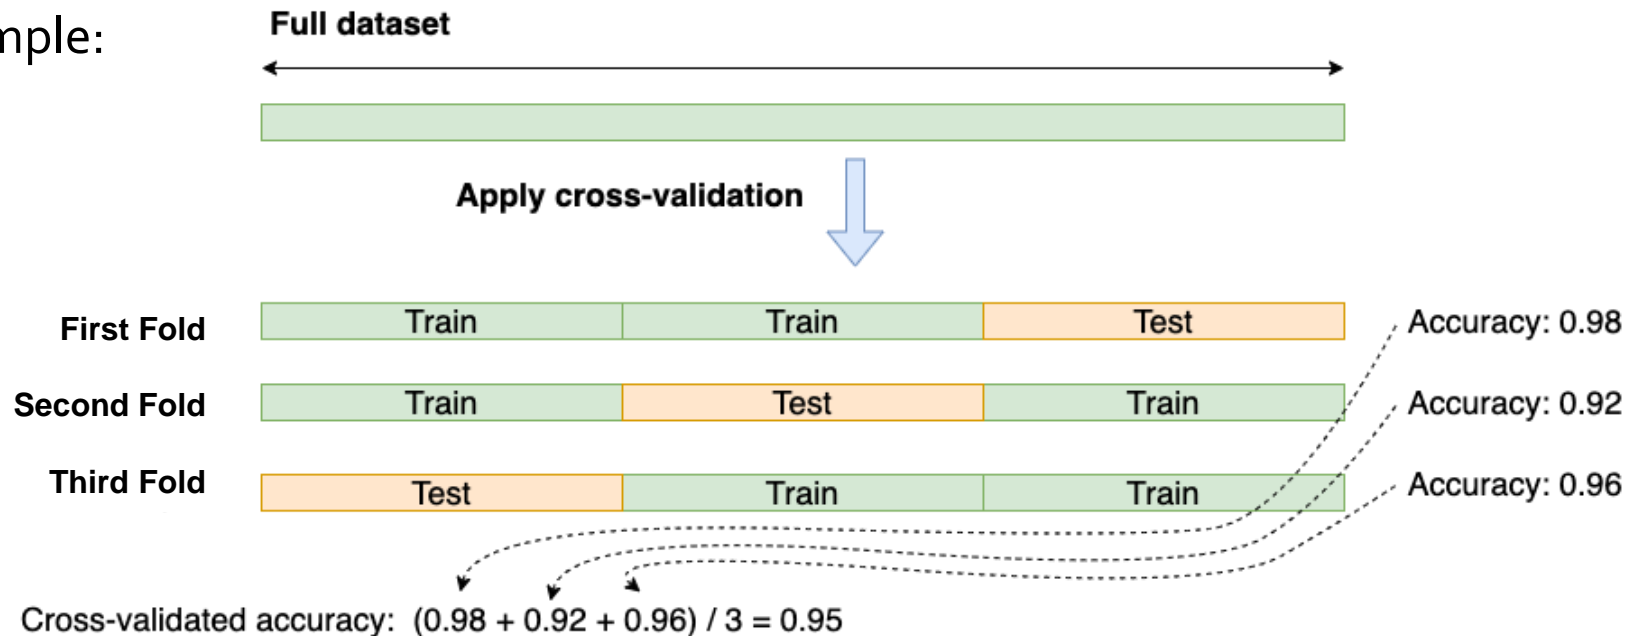 mple:
Full dataset
Apply cross-validation
First Fold Train Train Test Accuracy: 0.98
Second Fold Train Test Train Accuracy: 0.92
Third Fold Test Train Train Accuracy: 0.96
Cross-validated accuracy: (0.98 + 0.92 + 0.96) / 3 = 0.95